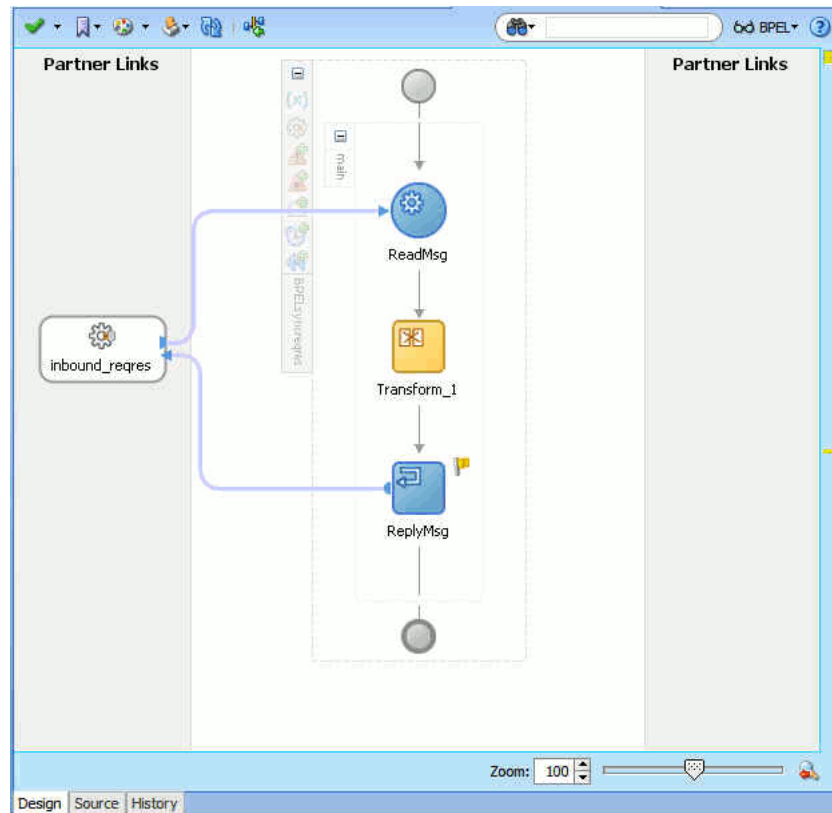 BPEL
Partner Links
Partner Links
main
ReadMsg
BPELsyncreqres
inbound_reqres
Transform_1
ReplyMsg
Zoom: 100
Design Source History